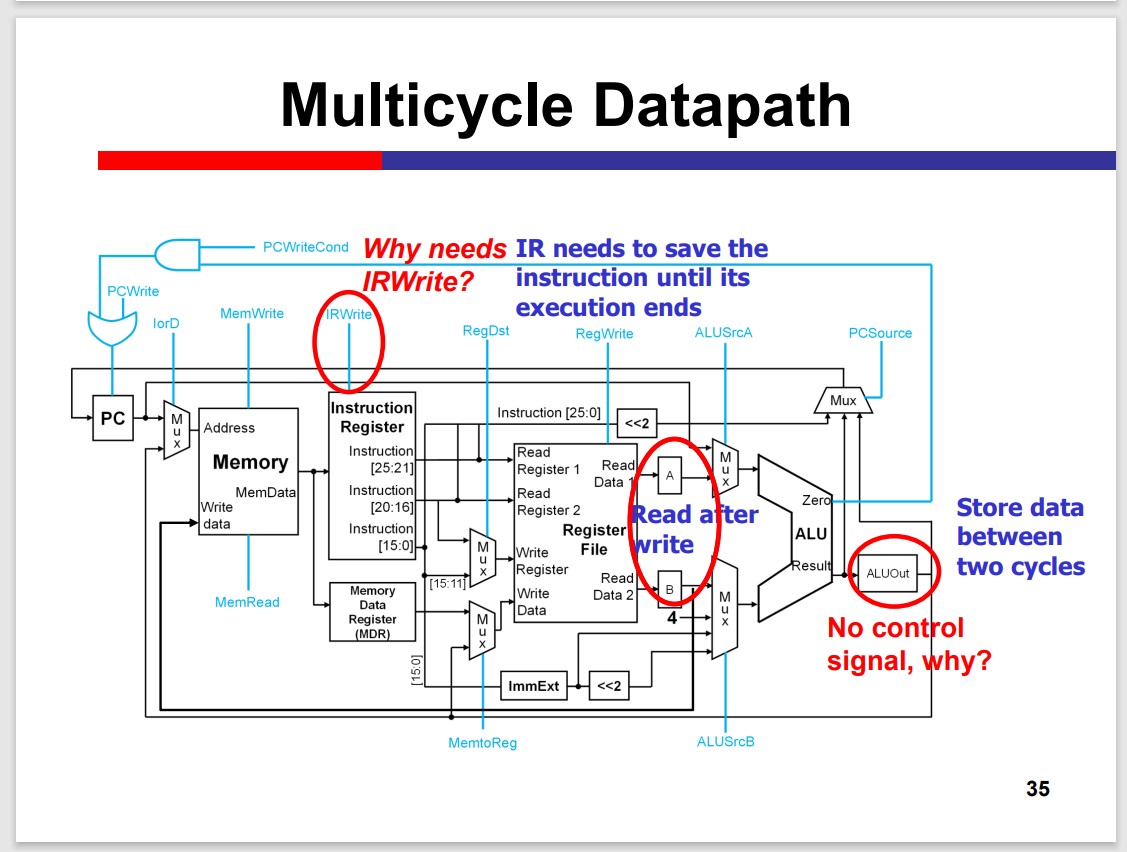 Multicycle Datapath
PCWriteCond
Why needs
IRWrite?
IR needs to save the
instruction until its
execution ends
PCWrite
IorD
MemWrite
IRWrite
RegDst
RegWrite
ALUSrcA
PCSource
PC
M
u
x
Address
Memory
MemData
Write
data
MemRead
Instruction
Register
Instruction
[25:21]
Instruction
[20:16]
Instruction
[15:0]
Memory
Data
Register
(MDR)
[15:0]
Instruction [25:0]
<<2
[15:11]
M
u
x
M
u
x
MemtoReg
Read
Register 1
Read
Register 2
Write
Register
Write
Data
Read
Data 1
Register
File
Read
Data 2
ImmExt
<<2
A
Read after
write
B
4
M
u
x
M
u
x
ALUSrcB
Zero
ALU
Result
Mux
ALUOut
Store data
between
two cycles
No control
signal, why?
35